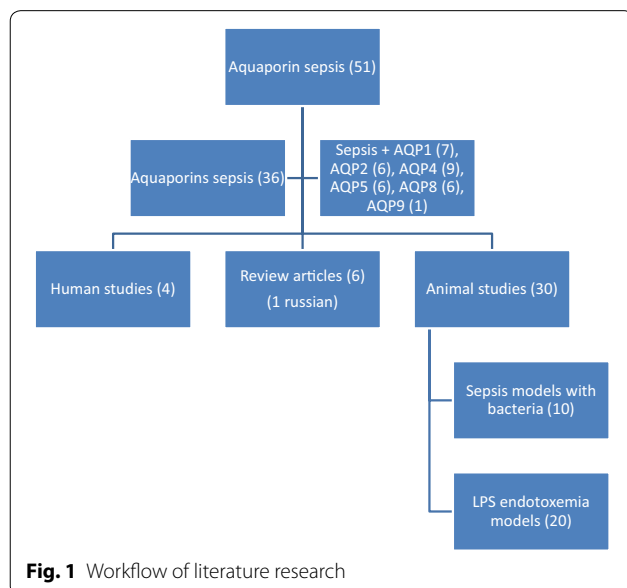 Aquaporin sepsis (51)
Aquaporins sepsis (36)
Sepsis + AQP1 (7),
AQP2 (6), AQP4 (9),
AQP5 (6), AQP8 (6),
AQP9 (1)
Human studies (4)
Review articles (6)
(1 russian)
Animal studies (30)
Sepsis models with
bacteria (10)
LPS endotoxemia
models (20)
Fig. 1 Workflow of literature research